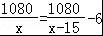 1080/x = 1080/(x-15) - 6